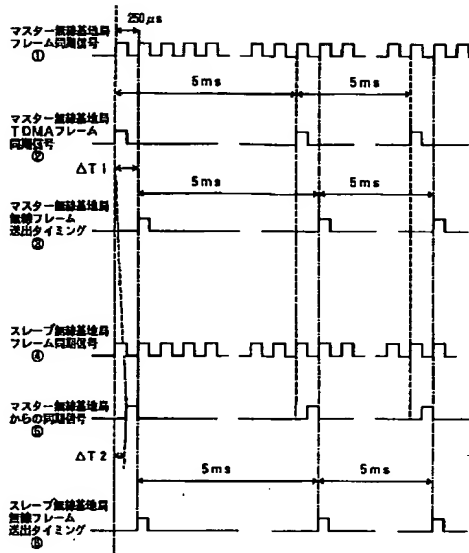 250μs
マスター無線基地局
フレーム同期信号
①
5ms
5ms
マスター無線基地局
TDMAフレーム
同期信号
②
ΔT1
5ms
5ms
マスター無線基地局
無線フレーム
送出タイミング
③
スレーブ無線基地局
フレーム同期信号
④
マスター無線基地局
からの同期信号
⑤
ΔT2
5ms
5ms
スレーブ無線基地局
無線フレーム
送出タイミング
⑥